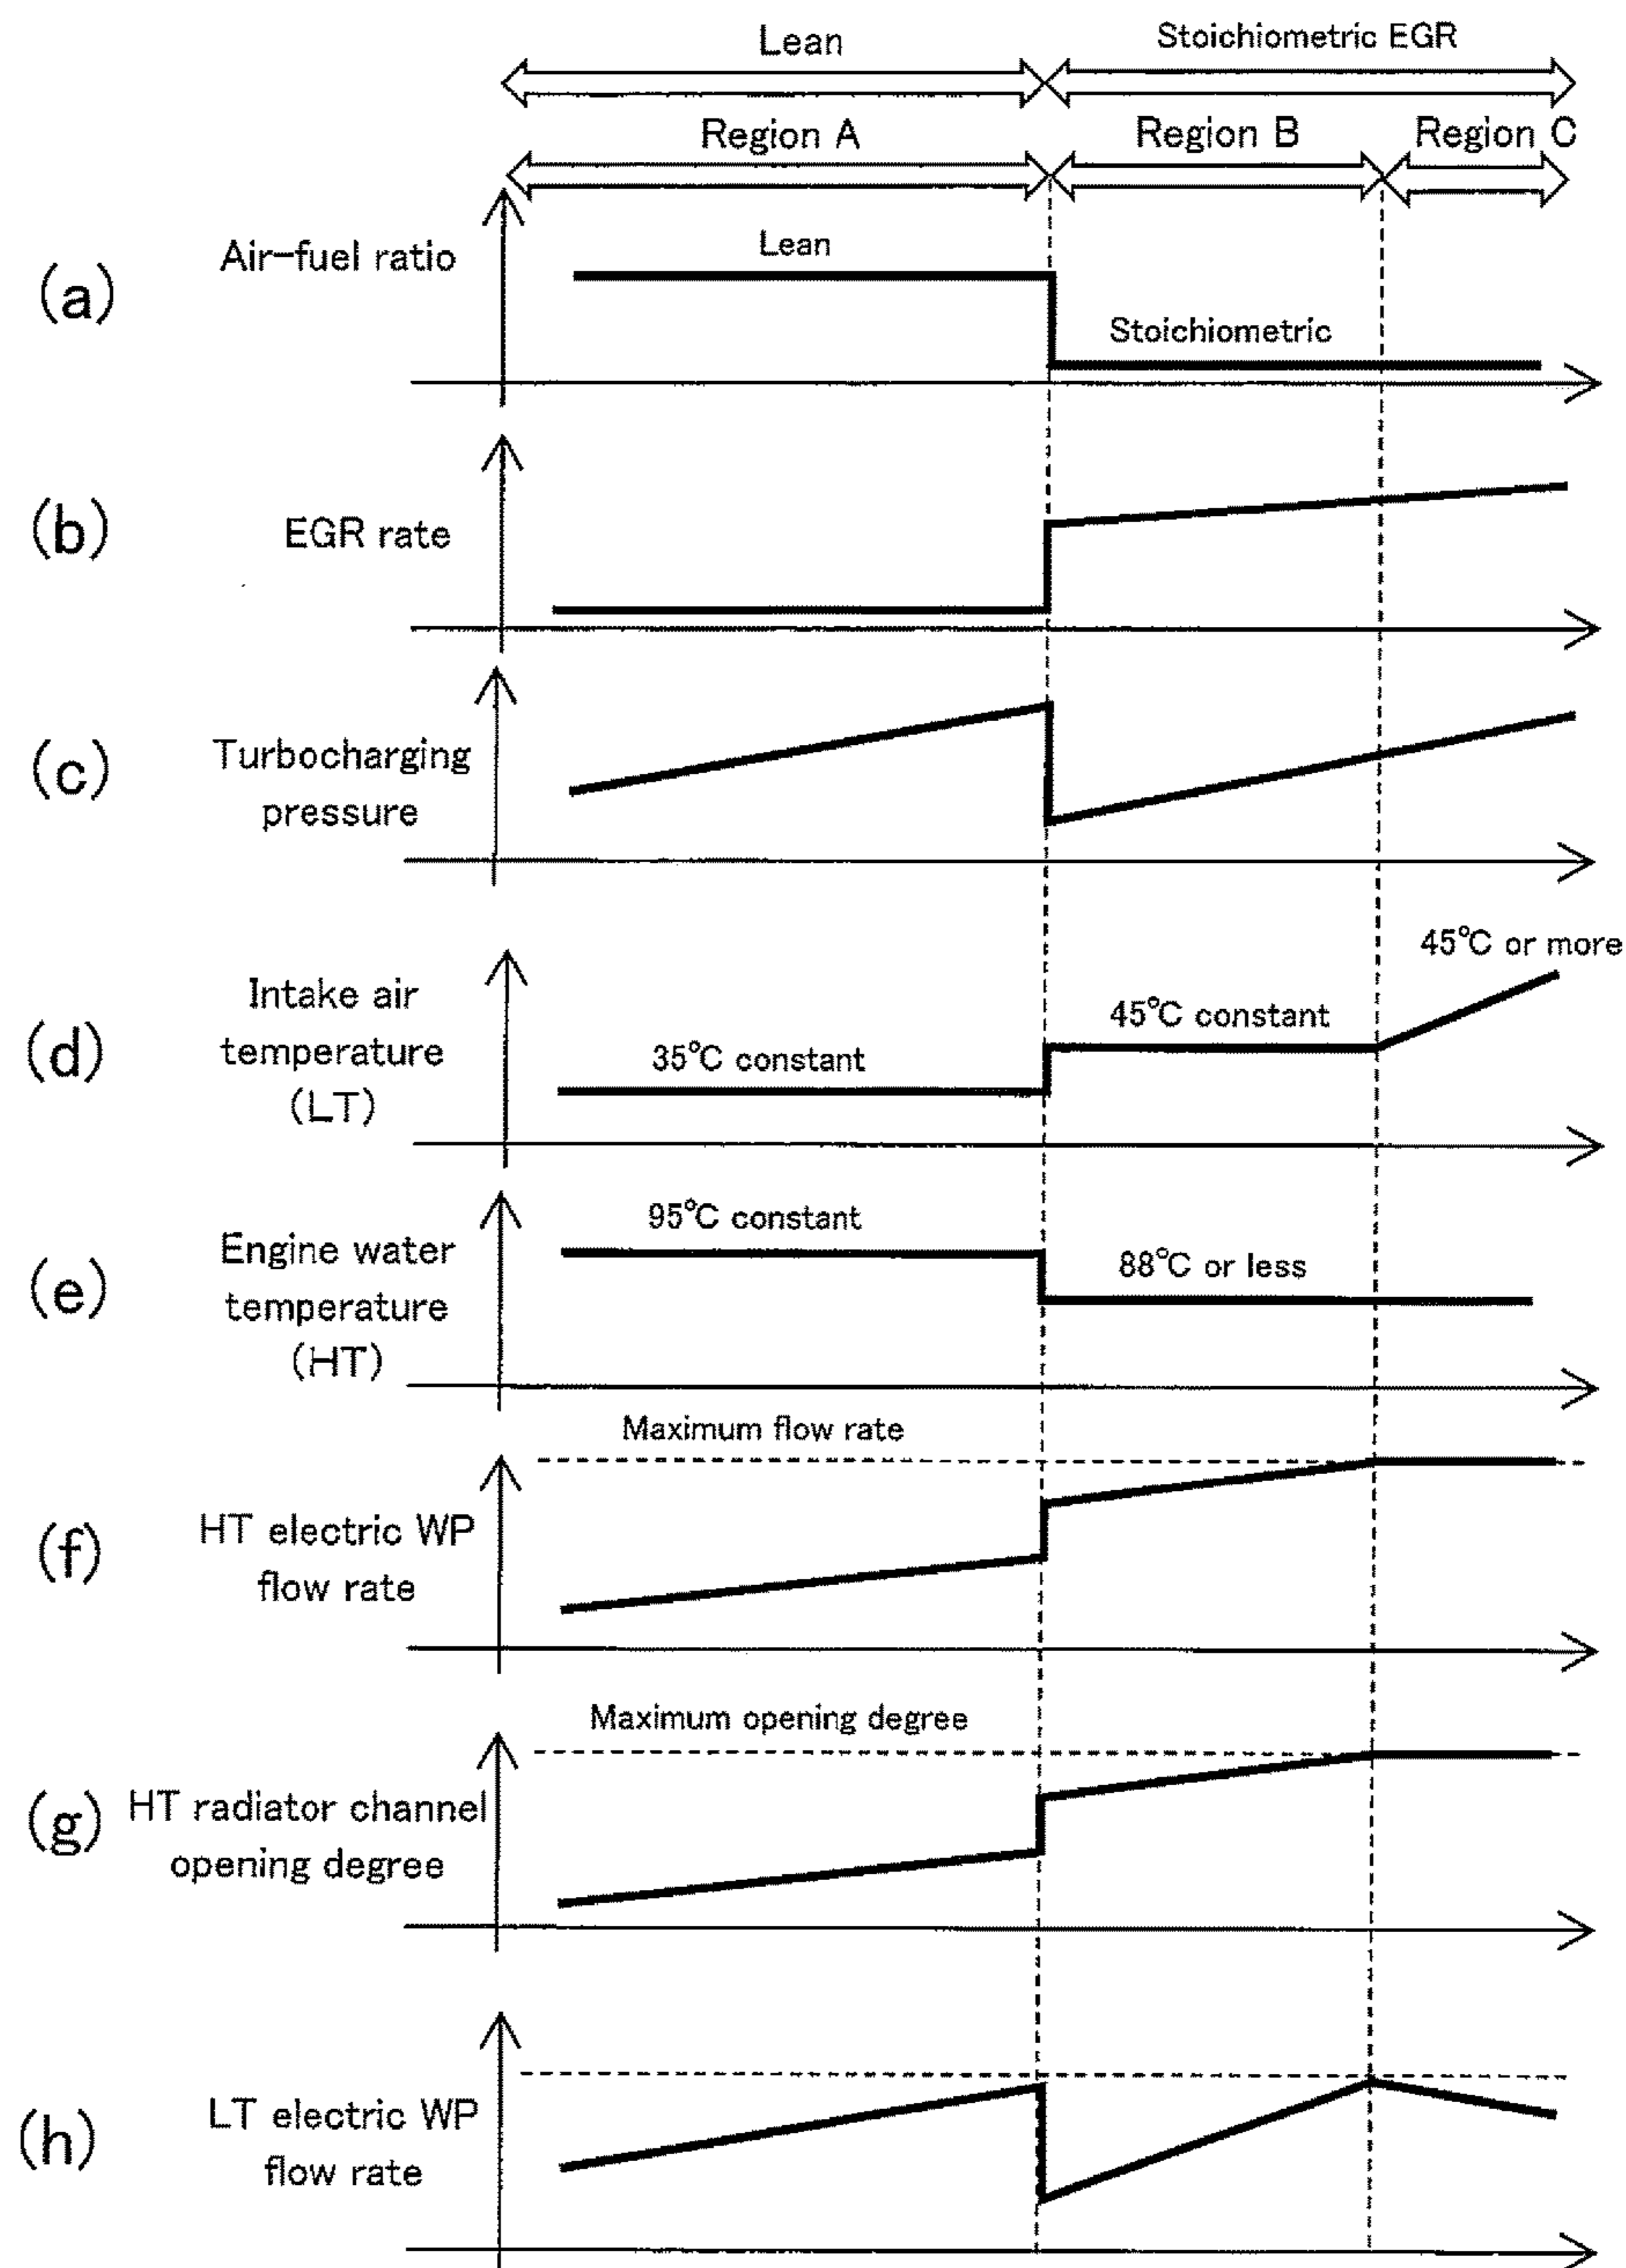 Lean
Stoichiometric EGR
Region A
Region B
Region C
(a)
Air-fuel ratio
Lean
Stoichiometric
(b)
EGR rate
(c)
Turbocharging
pressure
(d)
Intake air
temperature
(LT)
35℃ constant
45℃ constant
45℃ or more
(e)
Engine water
temperature
(HT)
95℃ constant
88℃ or less
(f)
HT electric WP
flow rate
Maximum flow rate
(g)
HT radiator channel
opening degree
Maximum opening degree
(h)
LT electric WP
flow rate